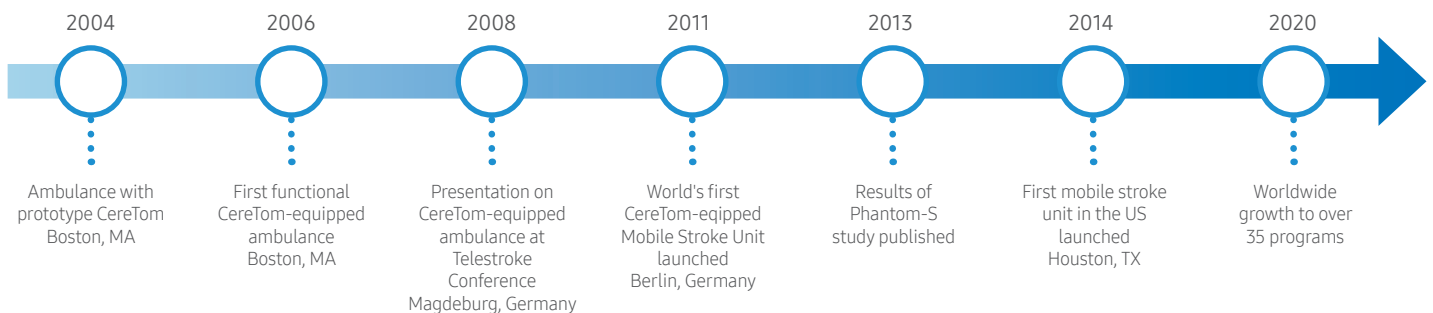 2004
Ambulance with
prototype CereTom
Boston, MA
2006
First functional
CereTom-equipped
ambulance
Boston, MA
2008
Presentation on
CereTom-equipped
ambulance at
Telestroke
Conference
Magdeburg, Germany
2011
World's first
CereTom-eqipped
Mobile Stroke Unit
launched
Berlin, Germany
2013
Results of
Phantom-S
study published
2014
First mobile stroke
unit in the US
launched
Houston, TX
2020
Worldwide
growth to over
35 programs